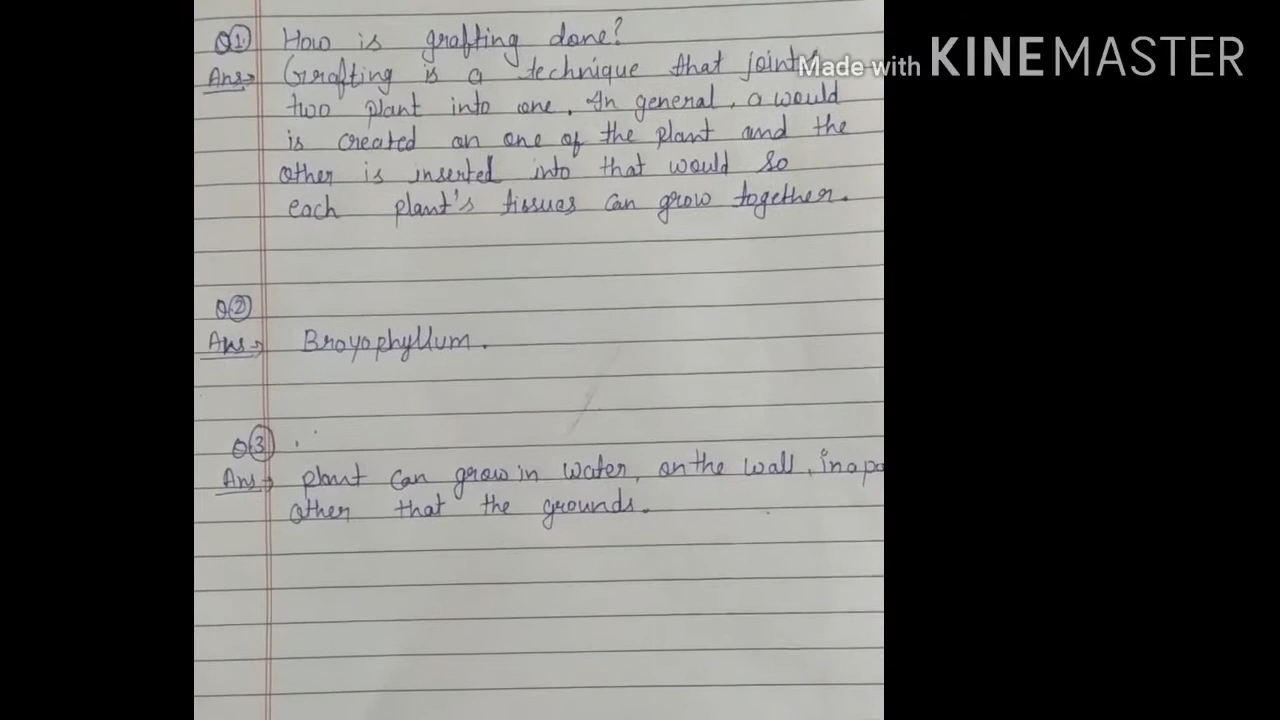 Q① How is grafting done?
Ans→ Grafting is a technique that joints
two plant into one. In general, a would
is created on one of the plant and the
other is inserted into that would so
each plant's tissues can grow together.
Q②
Ans→ Broyophyllum.
Q③
Ans→ plant can grow in water, on the wall, in a po
other that the grounds.
Made with KINEMASTER